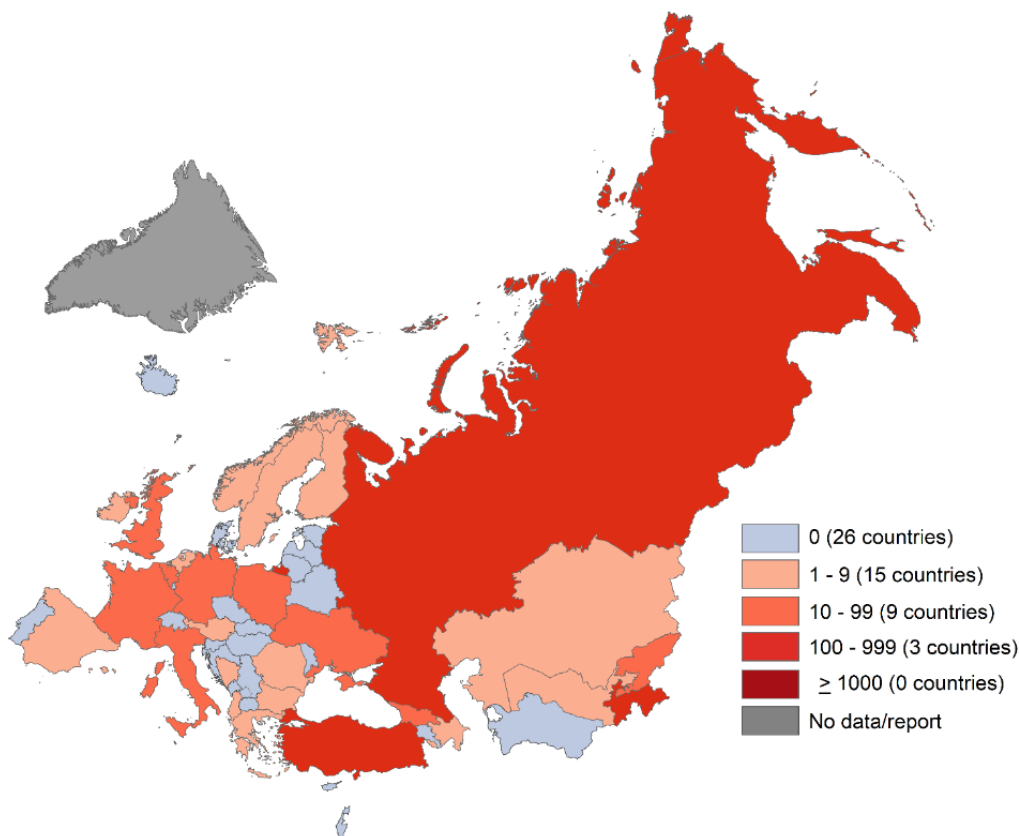 0 (26 countries)
1 - 9 (15 countries)
10 - 99 (9 countries)
100 - 999 (3 countries)
≥ 1000 (0 countries)
No data/report